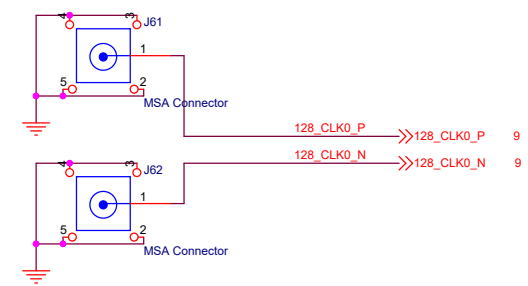 4 3 J61
1
5 2
MSA Connector
128_CLK0_P 128_CLK0_P 9
128_CLK0_N 128_CLK0_N 9
4 3 J62
1
5 2
MSA Connector